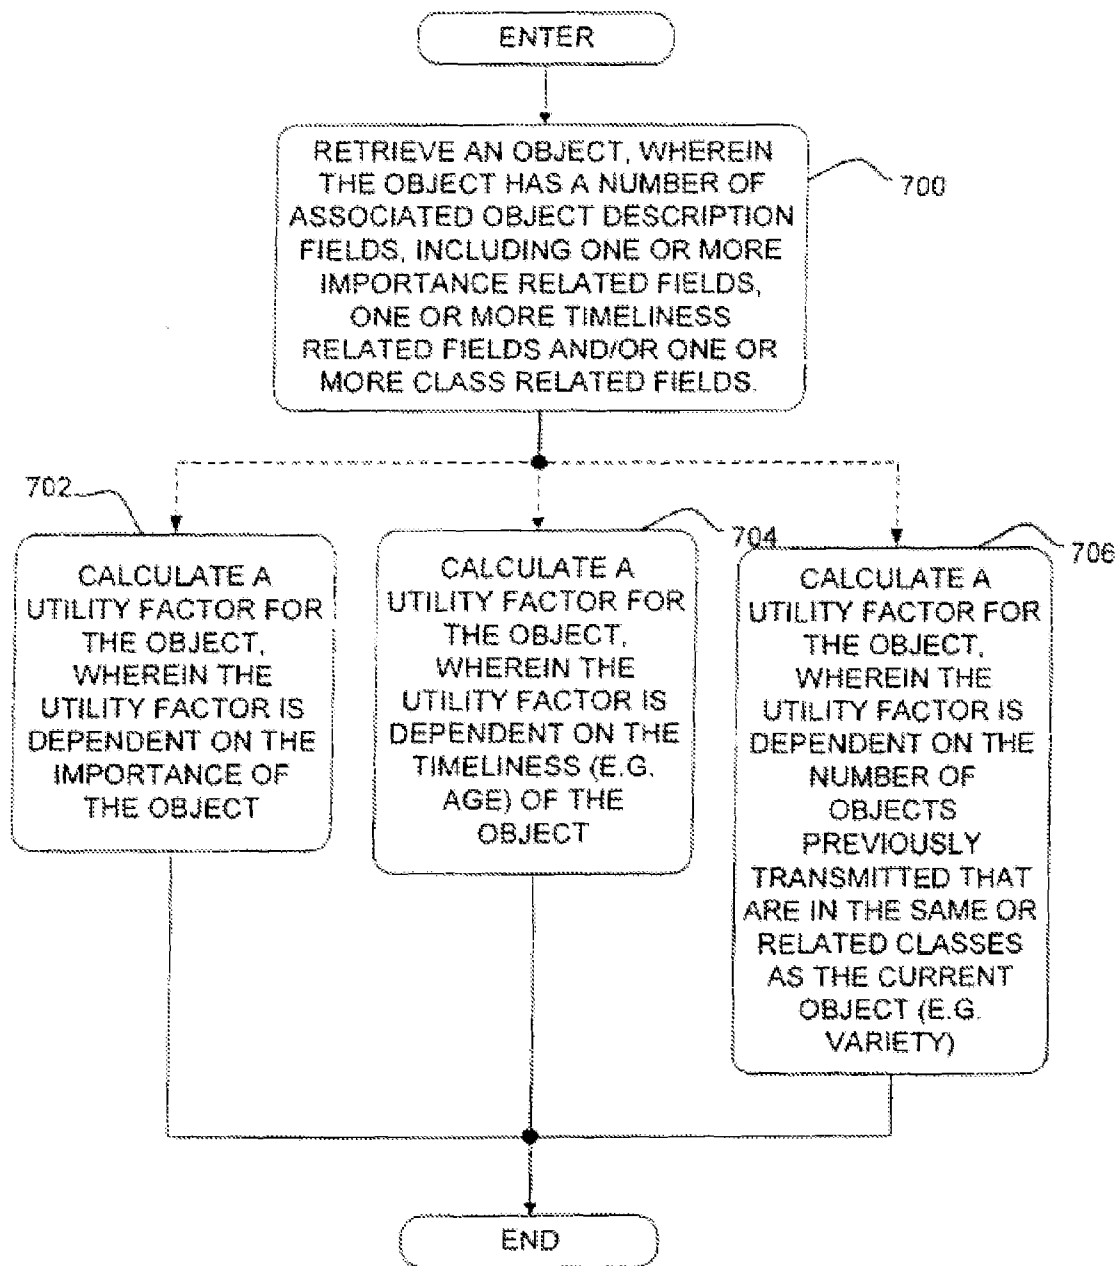 ENTER
RETRIEVE AN OBJECT, WHEREIN
THE OBJECT HAS A NUMBER OF
ASSOCIATED OBJECT DESCRIPTION
FIELDS, INCLUDING ONE OR MORE
IMPORTANCE RELATED FIELDS,
ONE OR MORE TIMELINESS
RELATED FIELDS AND/OR ONE OR
MORE CLASS RELATED FIELDS.
700
702
CALCULATE A
UTILITY FACTOR FOR
THE OBJECT,
WHEREIN THE
UTILITY FACTOR IS
DEPENDENT ON THE
IMPORTANCE OF
THE OBJECT
704
CALCULATE A
UTILITY FACTOR FOR
THE OBJECT,
WHEREIN THE
UTILITY FACTOR IS
DEPENDENT ON THE
TIMELINESS (E.G.
AGE) OF THE
OBJECT
706
CALCULATE A
UTILITY FACTOR FOR
THE OBJECT,
WHEREIN THE
UTILITY FACTOR IS
DEPENDENT ON THE
NUMBER OF
OBJECTS
PREVIOUSLY
TRANSMITTED THAT
ARE IN THE SAME OR
RELATED CLASSES
AS THE CURRENT
OBJECT (E.G.
VARIETY)
END